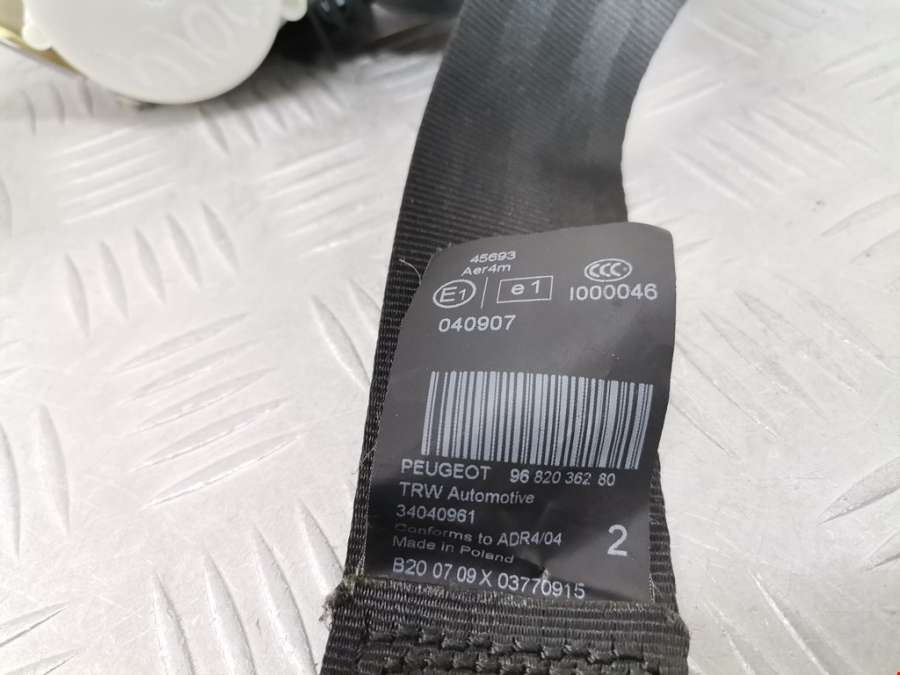 45693
Aer4m
E1 e1 CCC
I000046
040907
PEUGEOT 96 820 362 80
TRW Automotive
34040961
Conforms to ADR4/04
Made in Poland
2
B20 07 09 X 03770915